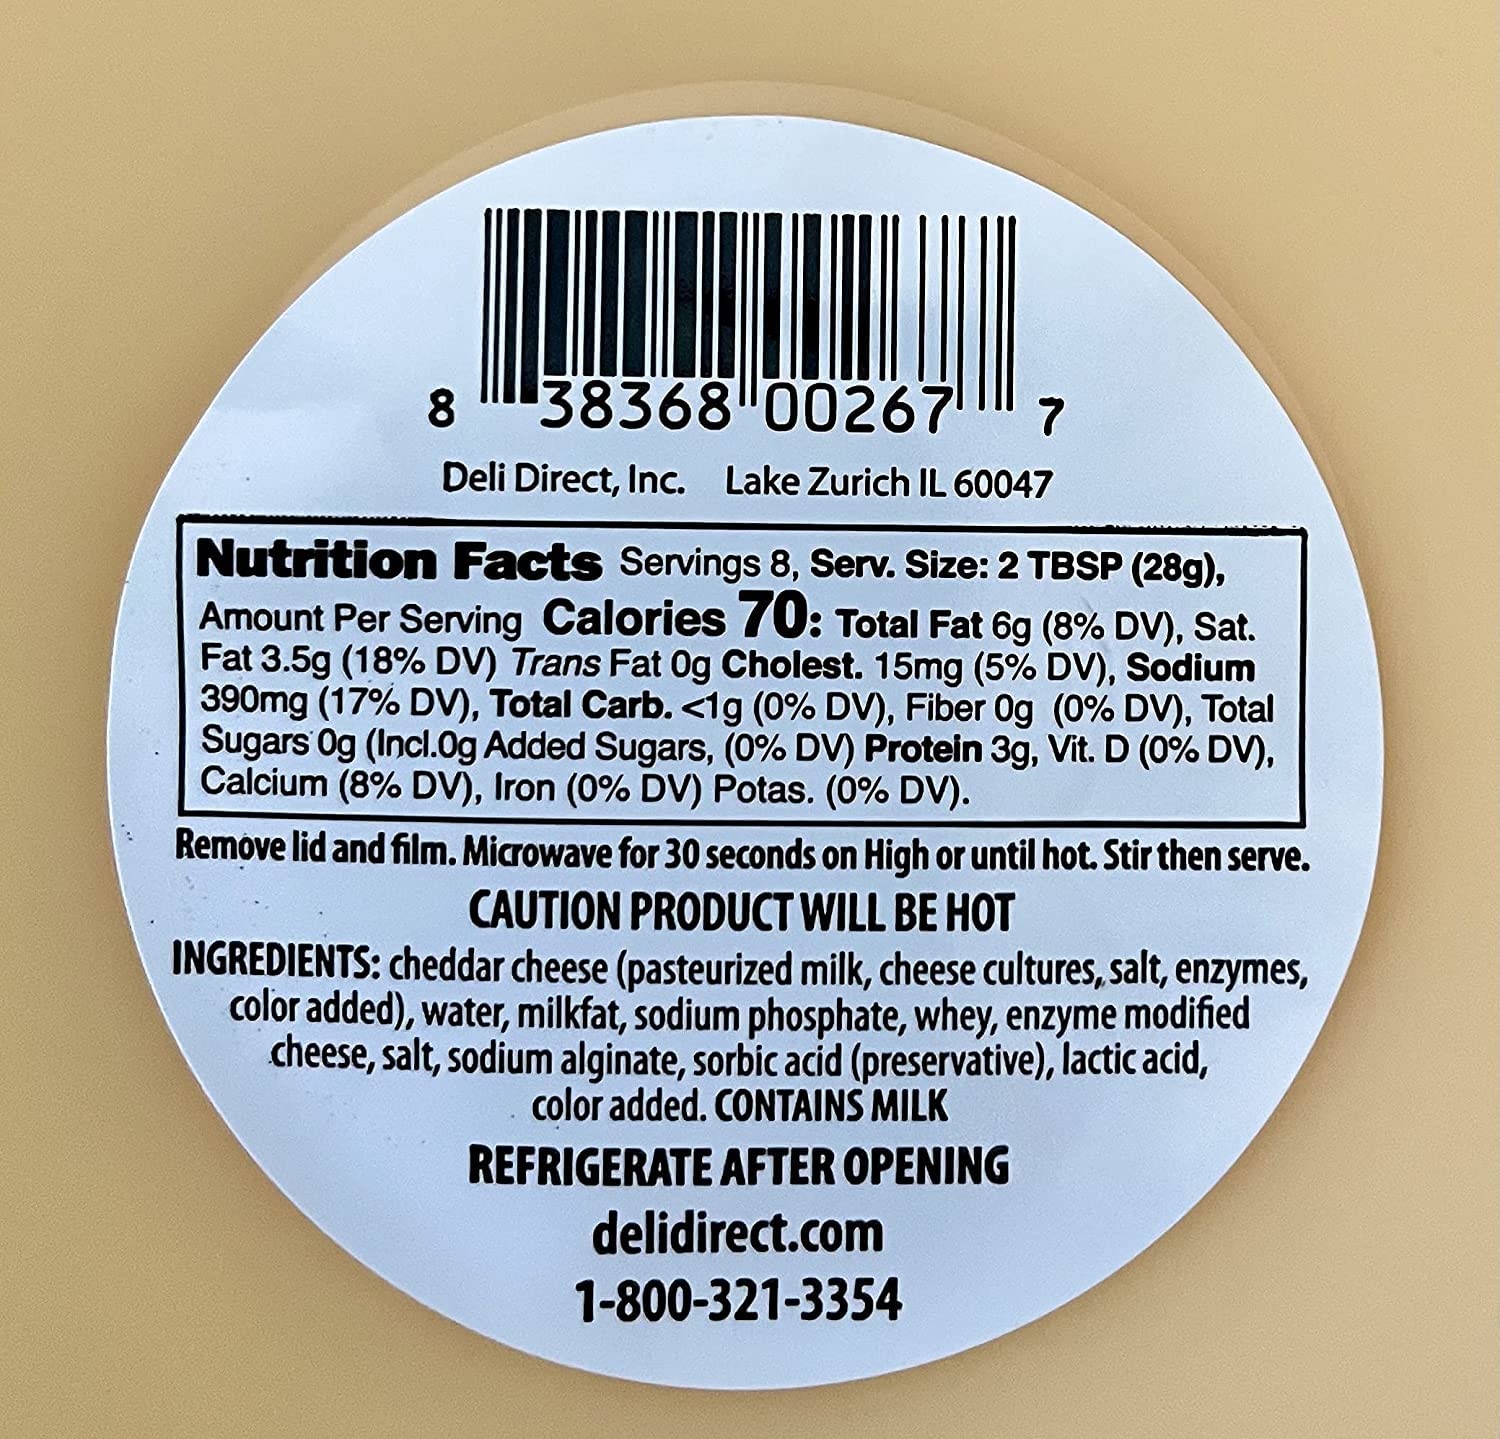 8 38368 00267 7
Deli Direct, Inc. Lake Zurich IL 60047
Nutrition Facts Servings 8, Serv. Size: 2 TBSP (28g),
Amount Per Serving Calories 70: Total Fat 6g (8% DV), Sat.
Fat 3.5g (18% DV) Trans Fat 0g Cholest. 15mg (5% DV), Sodium
390mg (17% DV), Total Carb. <1g (0% DV), Fiber 0g (0% DV), Total
Sugars 0g (Incl.0g Added Sugars, (0% DV) Protein 3g, Vit. D (0% DV),
Calcium (8% DV), Iron (0% DV) Potas. (0% DV).
Remove lid and film. Microwave for 30 seconds on High or until hot. Stir then serve.
CAUTION PRODUCT WILL BE HOT
INGREDIENTS: cheddar cheese (pasteurized milk, cheese cultures, salt, enzymes,
color added), water, milkfat, sodium phosphate, whey, enzyme modified
cheese, salt, sodium alginate, sorbic acid (preservative), lactic acid,
color added. CONTAINS MILK
REFRIGERATE AFTER OPENING
delidirect.com
1-800-321-3354